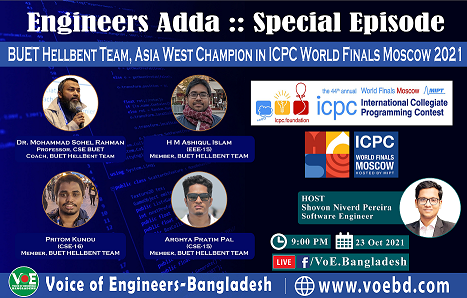 Engineers Adda :: Special Episode
BUET Hellbent Team, Asia West Champion in ICPC World Finals Moscow 2021
Dr. Mohammad Sohel Rahman
Professor, CSE BUET
Coach, BUET HellBent Team
H M Ashiqul Islam
(EEE-15)
Member, BUET HELLBENT TEAM
Pritom Kundu
(CSE-16)
Member, BUET HELLBENT TEAM
Arghya Pratim Pal
(CSE-15)
Member, BUET HELLBENT TEAM
icpc.foundation
the 44th annual World Finals Moscow MIPT
icpc International Collegiate
Programming Contest
ICPC
WORLD FINALS
MOSCOW
HOSTED BY MIPT
HOST
Shovon Niverd Pereira
Software Engineer
9:00 PM 23 Oct 2021
LIVE f /VoE.Bangladesh
VOE
Voice of Engineers-Bangladesh
www.voebd.com